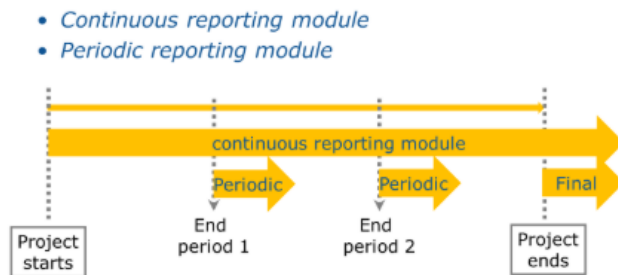 • Continuous reporting module
• Periodic reporting module
continuous reporting module
Periodic
Periodic
Final
End
period 1
End
period 2
Project
starts
Project
ends